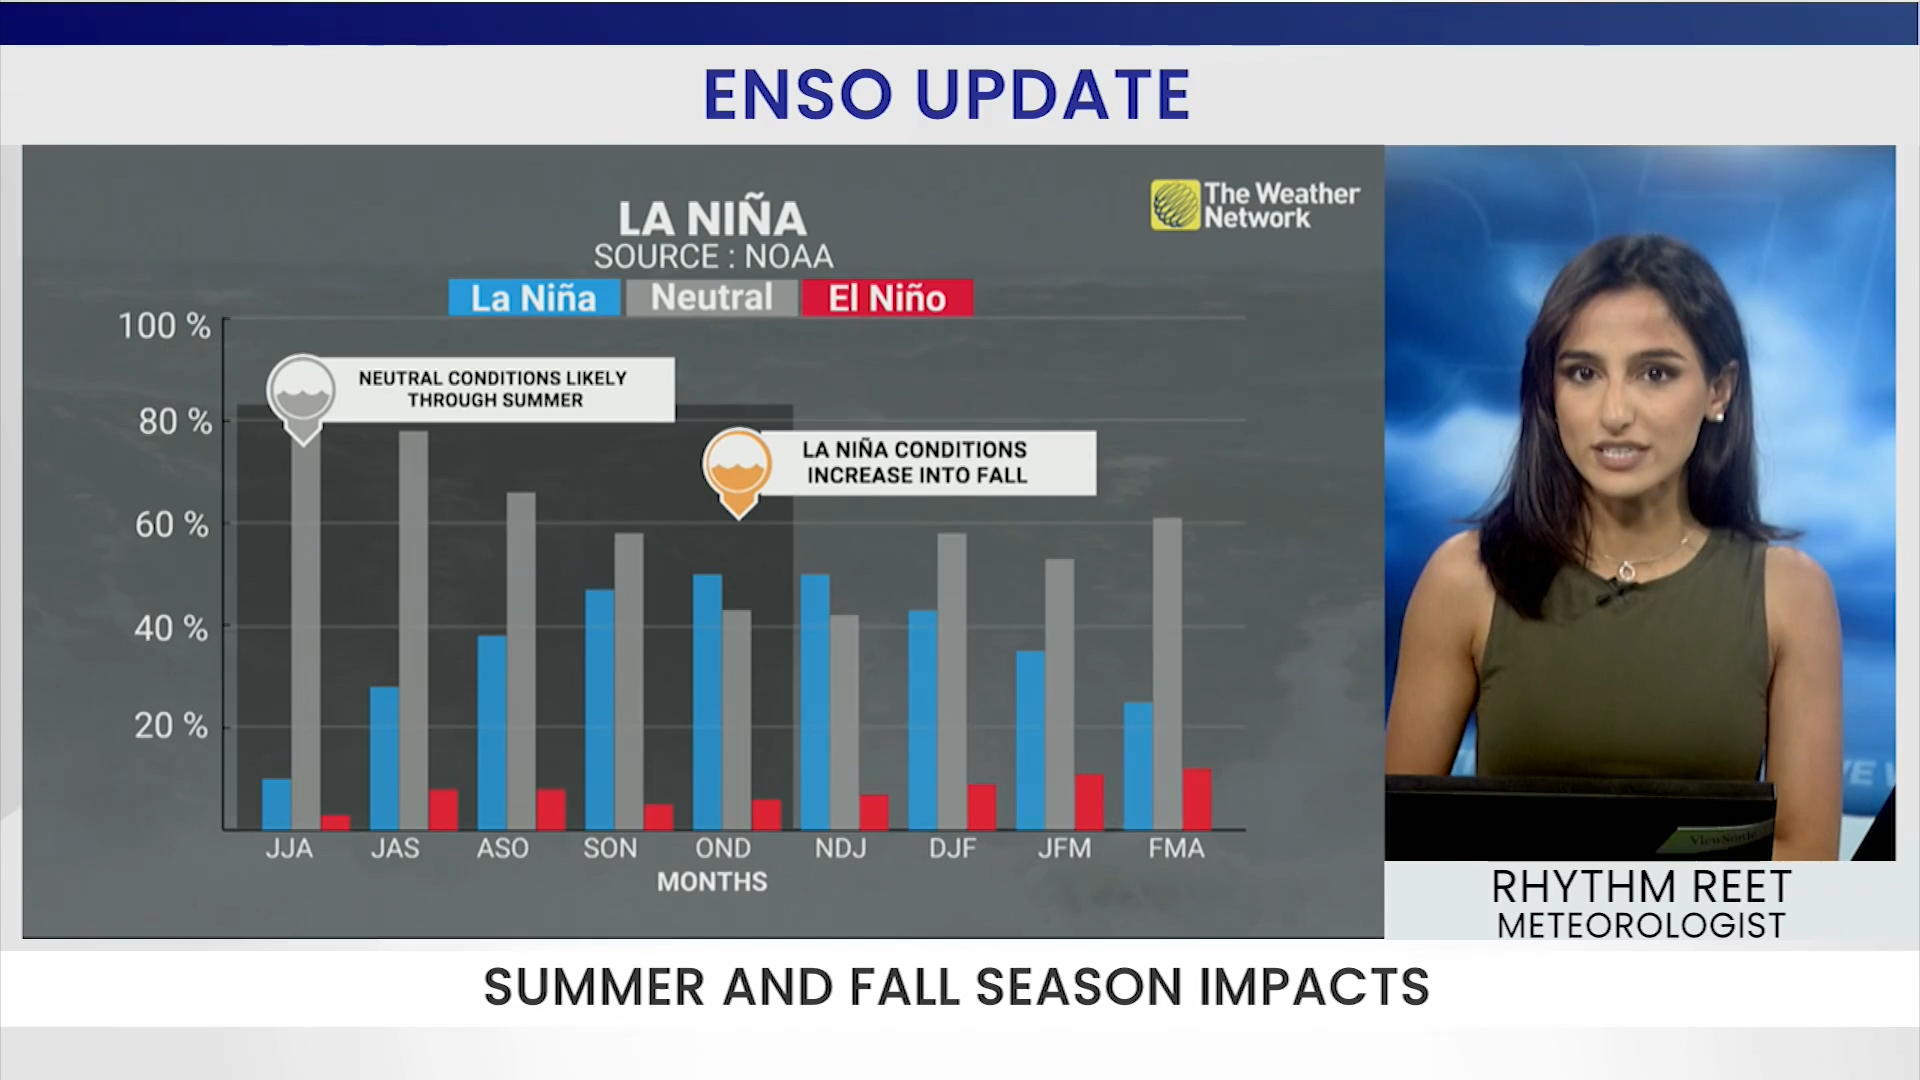 ENSO UPDATE
LA NIÑA
SOURCE : NOAA
The Weather
Network
La Niña Neutral El Niño
100 %
80 %
60 %
40 %
20 %
NEUTRAL CONDITIONS LIKELY
THROUGH SUMMER
LA NIÑA CONDITIONS
INCREASE INTO FALL
JJA JAS ASO SON OND NDJ DJF JFM FMA
MONTHS
ViewSonic
RHYTHM REET
METEOROLOGIST
SUMMER AND FALL SEASON IMPACTS